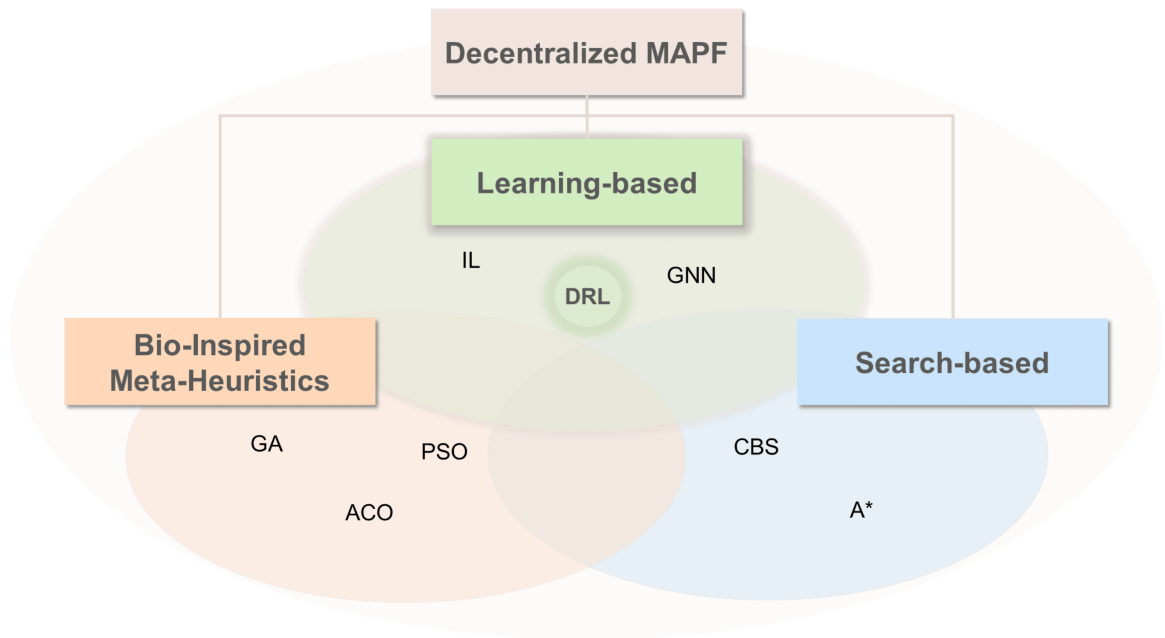 Decentralized MAPF
Learning-based
IL
GNN
DRL
Bio-Inspired
Meta-Heuristics
Search-based
GA
PSO
CBS
ACO
A*